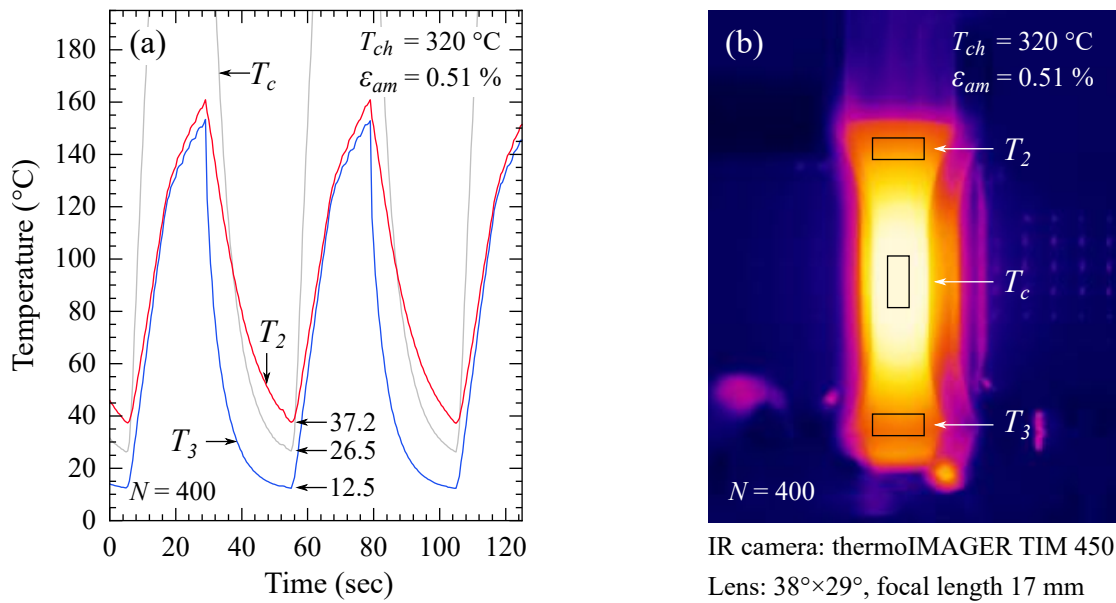 (a)
T_ch = 320 °C
ε_am = 0.51 %
T_c
T_2
T_3
37.2
26.5
12.5
N = 400
Temperature (°C)
180
160
140
120
100
80
60
40
20
0
0
20
40
60
80
100
120
Time (sec)
(b)
T_ch = 320 °C
ε_am = 0.51 %
T_2
T_c
T_3
N = 400
IR camera: thermoIMAGER TIM 450
Lens: 38°×29°, focal length 17 mm